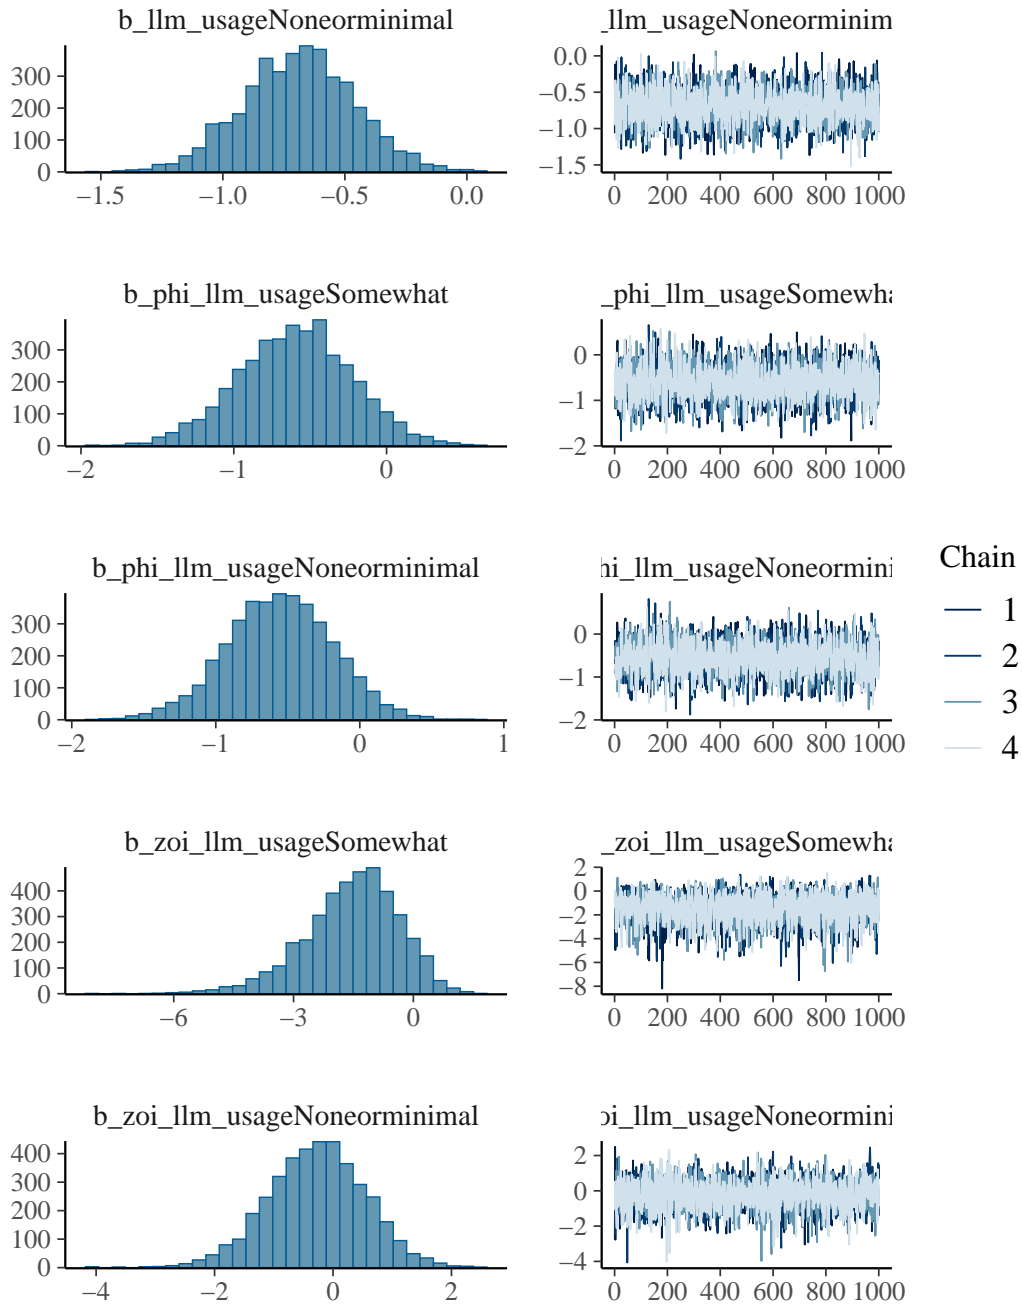 b_llm_usageNoneorminimal
_llm_usageNoneorminim
300
200
100
0
−1.5 −1.0 −0.5 0.0
0.0
−0.5
−1.0
−1.5
0 200 400 600 800 1000
b_phi_llm_usageSomewhat
_phi_llm_usageSomewha
300
200
100
0
−2 −1 0
0
−1
−2
0 200 400 600 800 1000
b_phi_llm_usageNoneorminimal
hi_llm_usageNoneormini
300
200
100
0
−2 −1 0 1
0
−1
−2
0 200 400 600 800 1000
Chain
1
2
3
4
b_zoi_llm_usageSomewhat
_zoi_llm_usageSomewha
400
300
200
100
0
−6 −3 0
2
0
−2
−4
−6
−8
0 200 400 600 800 1000
b_zoi_llm_usageNoneorminimal
oi_llm_usageNoneormini
400
300
200
100
0
−4 −2 0 2
2
0
−2
−4
0 200 400 600 800 1000